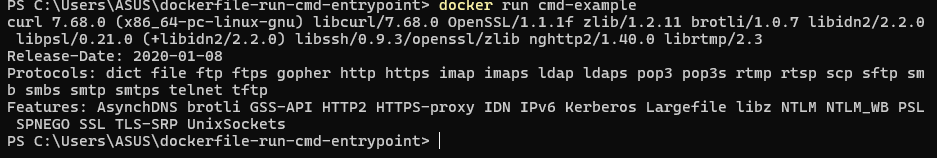 PS C:\Users\ASUS\dockerfile-run-cmd-entrypoint> docker run cmd-example
curl 7.68.0 (x86_64-pc-linux-gnu) libcurl/7.68.0 OpenSSL/1.1.1f zlib/1.2.11 brotli/1.0.7 libidn2/2.2.0
 libpsl/0.21.0 (+libidn2/2.2.0) libssh/0.9.3/openssl/zlib nghttp2/1.40.0 librtmp/2.3
Release-Date: 2020-01-08
Protocols: dict file ftp ftps gopher http https imap imaps ldap ldaps pop3 pop3s rtmp rtsp scp sftp sm
b smbs smtp smtps telnet tftp
Features: AsynchDNS brotli GSS-API HTTP2 HTTPS-proxy IDN IPv6 Kerberos Largefile libz NTLM NTLM_WB PSL
 SPNEGO SSL TLS-SRP UnixSockets
PS C:\Users\ASUS\dockerfile-run-cmd-entrypoint>